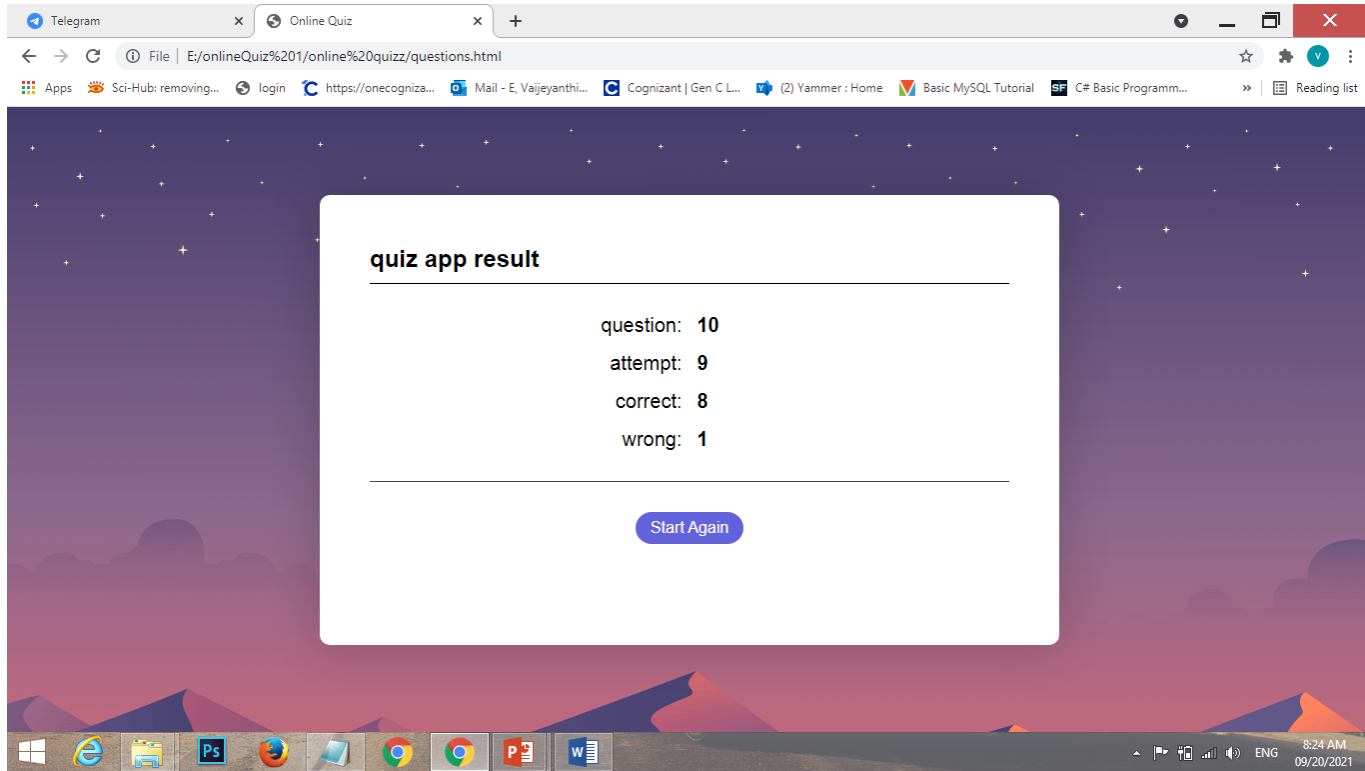 Telegram
Online Quiz
File
E:/onlineQuiz%201/online%20quizz/questions.html
V
Apps Sci-Hub: removing... login https://onecogniza... Mail - E, Vaijeyanthi... Cognizant | Gen C L... (2) Yammer : Home Basic MySQL Tutorial SF C# Basic Programm... » Reading list
quiz app result
question: 10
attempt: 9
correct: 8
wrong: 1
Start Again
Ps
ENG
8:24 AM
09/20/2021